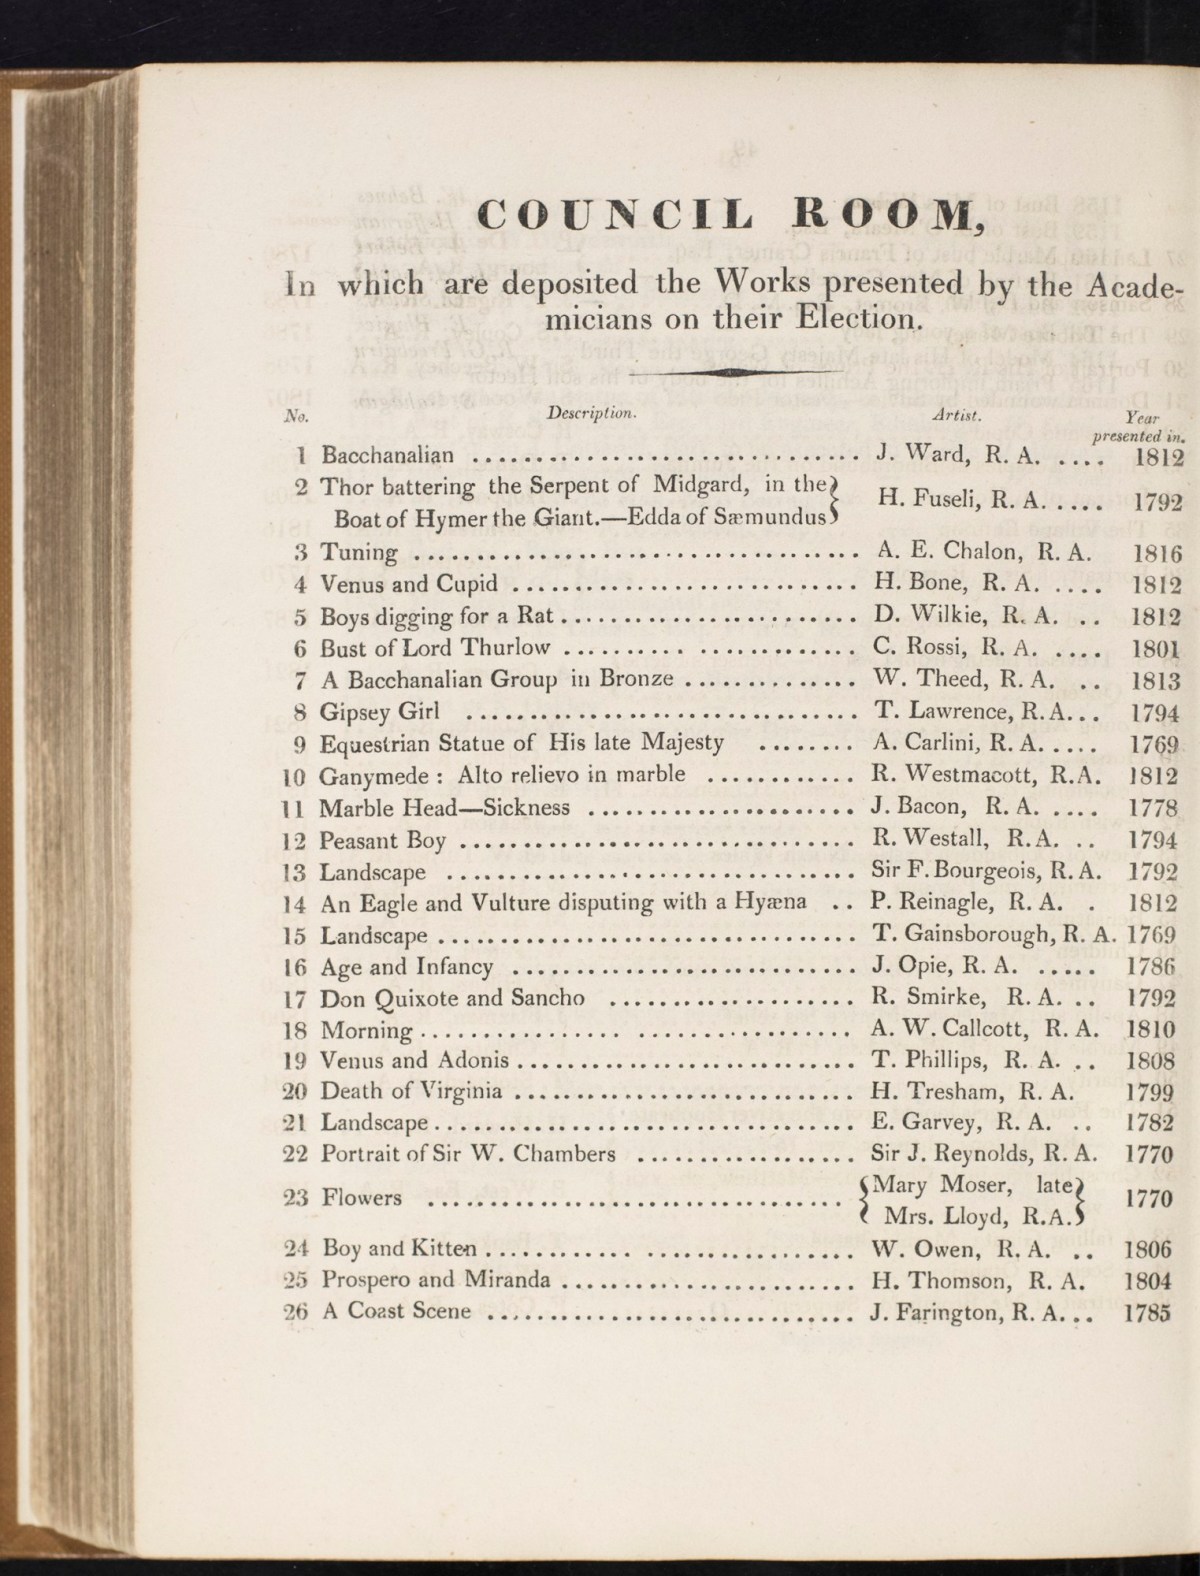 COUNCIL ROOM,
In which are deposited the Works presented by the Acade-
micians on their Election.
No. Description. Artist. Year
presented in.
1 Bacchanalian ................................ J. Ward, R. A. .... 1812
2 Thor battering the Serpent of Midgard, in the
Boat of Hymer the Giant.—Edda of Sæmundus } H. Fuseli, R. A. ..... 1792
3 Tuning .................................... A. E. Chalon, R. A. 1816
4 Venus and Cupid ............................ H. Bone, R. A. .... 1812
5 Boys digging for a Rat ........................ D. Wilkie, R. A. .. 1812
6 Bust of Lord Thurlow .......... ............. C. Rossi, R. A. .... 1801
7 A Bacchanalian Group in Bronze .............. W. Theed, R. A. .. 1813
8 Gipsey Girl ................................ T. Lawrence, R. A... 1794
9 Equestrian Statue of His late Majesty ........ A. Carlini, R. A..... 1769
10 Ganymede : Alto relievo in marble ............ R. Westmacott, R.A. 1812
11 Marble Head—Sickness ...................... J. Bacon, R. A. .... 1778
12 Peasant Boy ................................ R. Westall, R.A. .. 1794
13 Landscape .................................. Sir F. Bourgeois, R. A. 1792
14 An Eagle and Vulture disputing with a Hyæna .. P. Reinagle, R. A. . 1812
15 Landscape .................................. T. Gainsborough, R. A. 1769
16 Age and Infancy ............................ J. Opie, R. A. ..... 1786
17 Don Quixote and Sancho .................... R. Smirke, R. A. .. 1792
18 Morning ................ .................. A. W. Callcott, R. A. 1810
19 Venus and Adonis ............................ T. Phillips, R. A. .. 1808
20 Death of Virginia ............................ H. Tresham, R. A. 1799
21 Landscape .................................. E. Garvey, R. A. .. 1782
22 Portrait of Sir W. Chambers .................. Sir J. Reynolds, R. A. 1770
23 Flowers .................................. { Mary Moser, late
Mrs. Lloyd, R.A. } 1770
24 Boy and Kitten ............. ................. W. Owen, R. A. .. 1806
25 Prospero and Miranda ........................ H. Thomson, R. A. 1804
26 A Coast Scene .............................. J. Farington, R. A... 1785